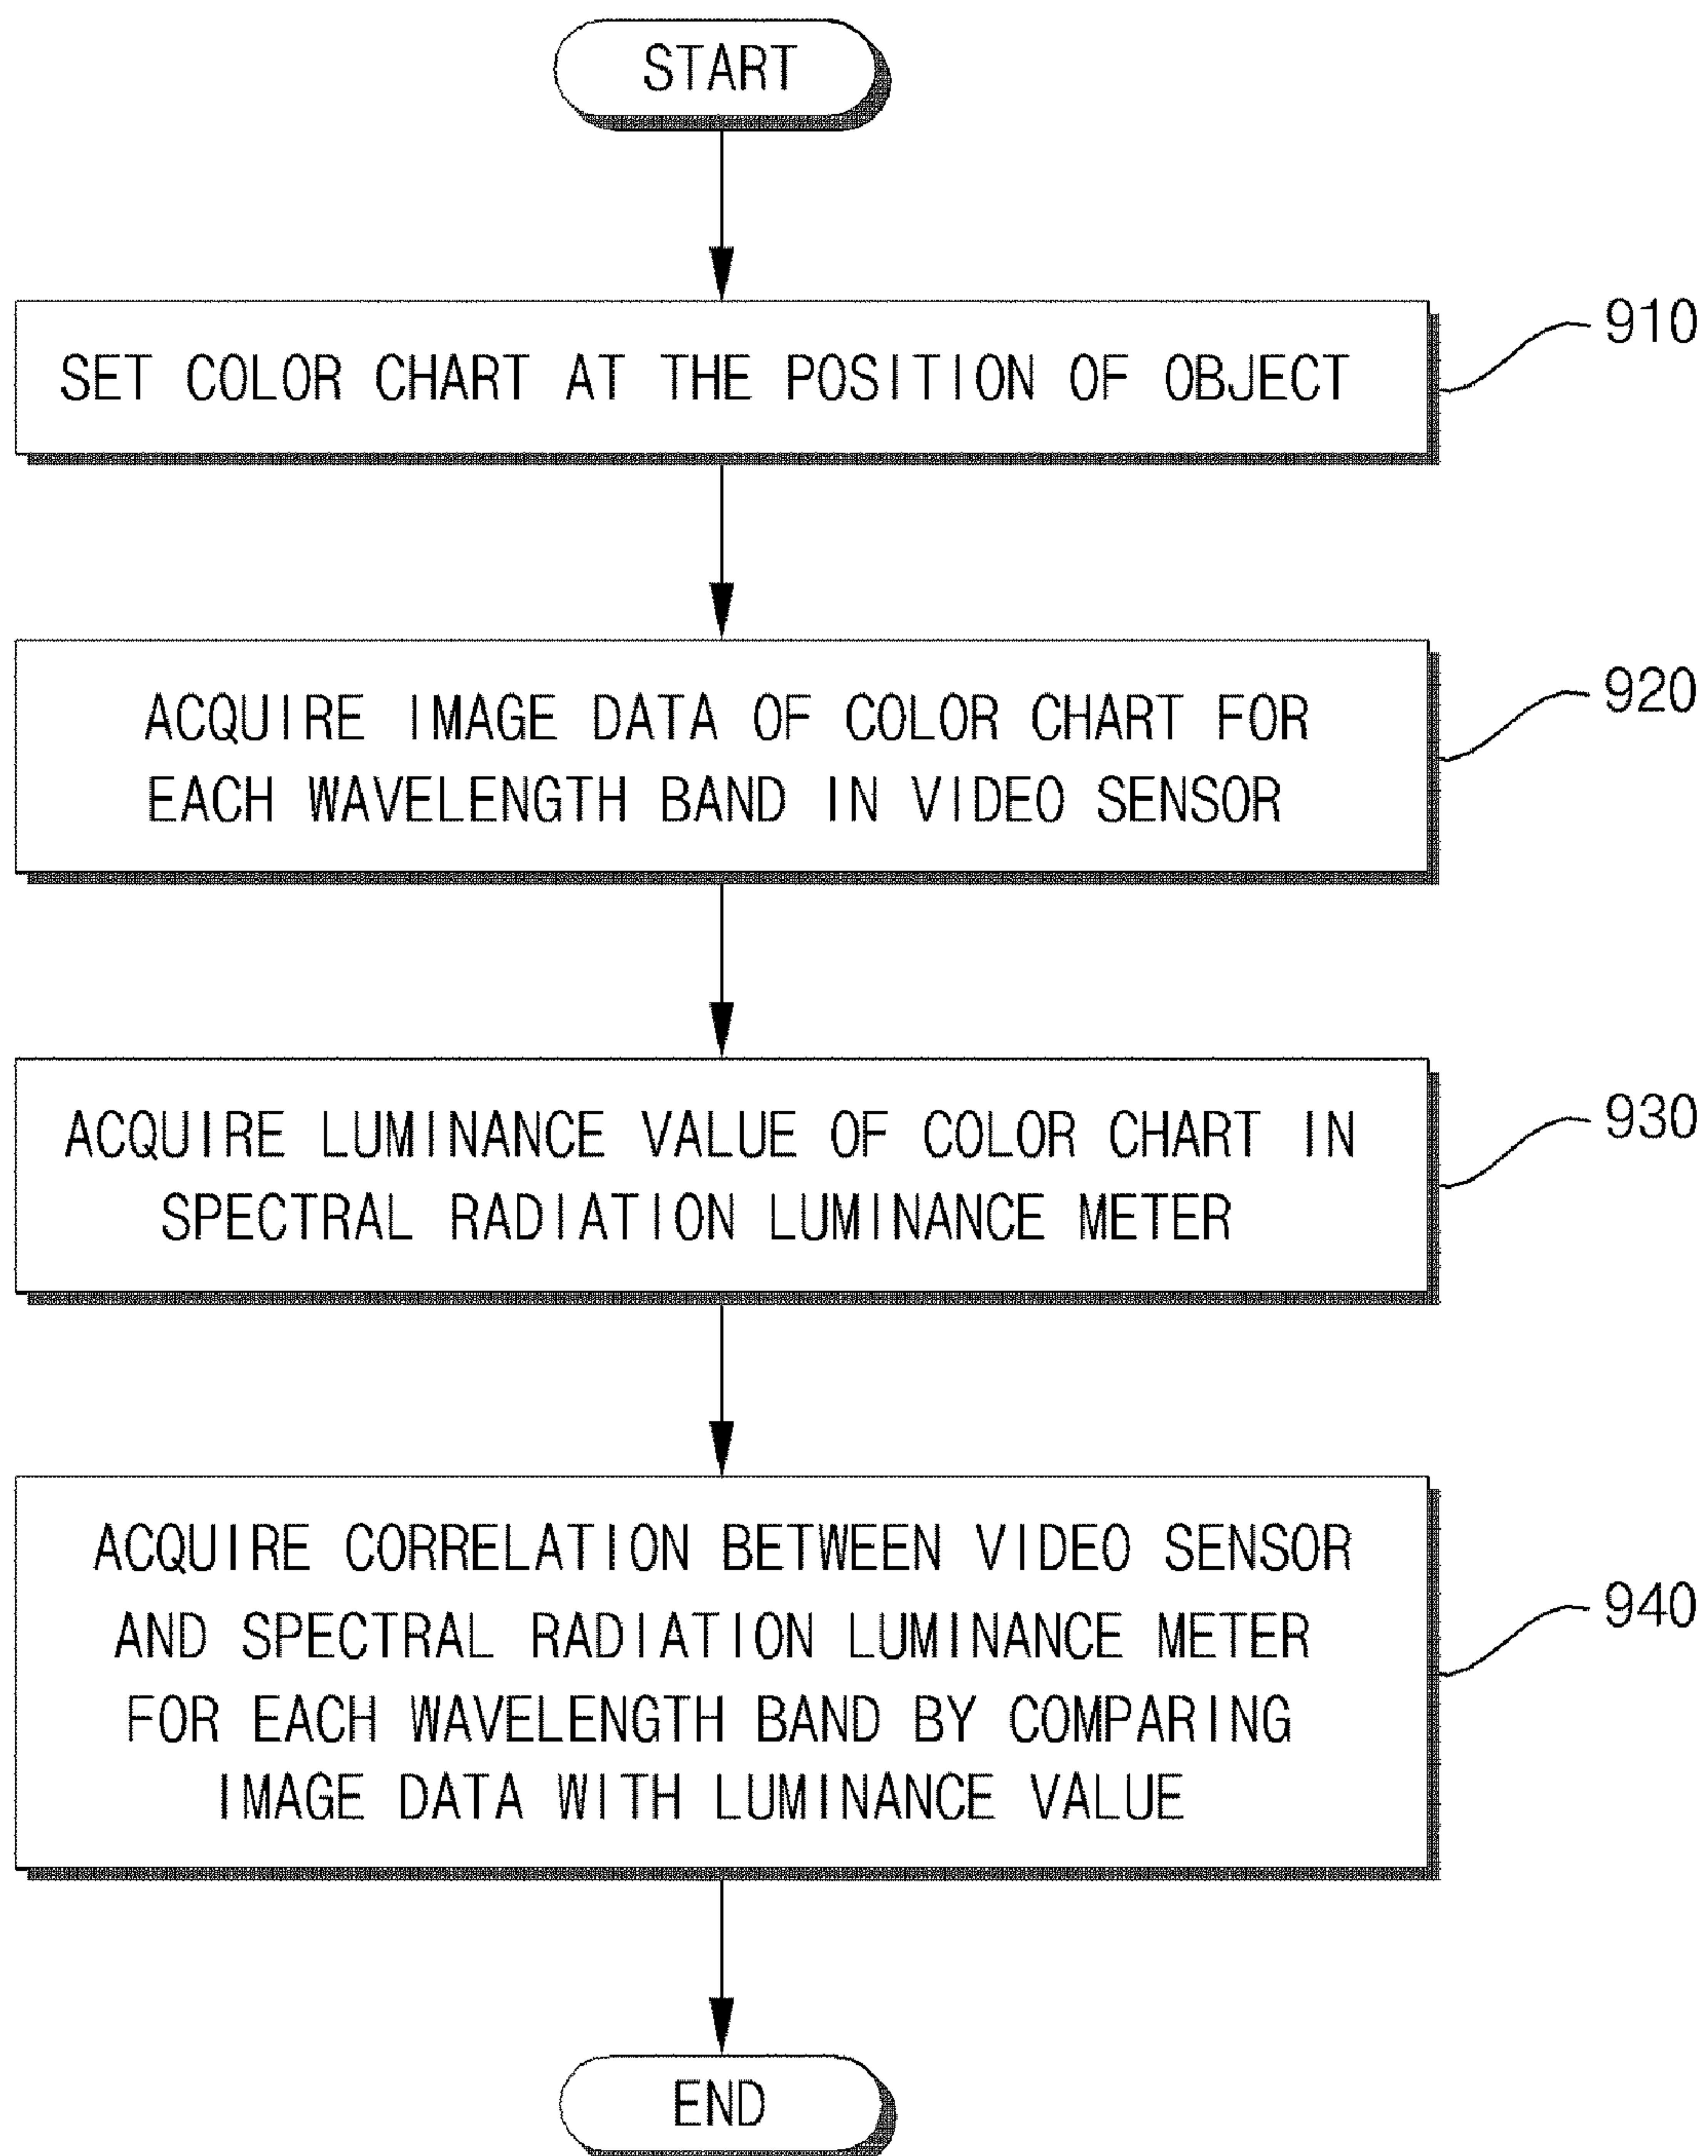 START
SET COLOR CHART AT THE POSITION OF OBJECT
910
ACQUIRE IMAGE DATA OF COLOR CHART FOR
EACH WAVELENGTH BAND IN VIDEO SENSOR
920
ACQUIRE LUMINANCE VALUE OF COLOR CHART IN
SPECTRAL RADIATION LUMINANCE METER
930
ACQUIRE CORRELATION BETWEEN VIDEO SENSOR
AND SPECTRAL RADIATION LUMINANCE METER
FOR EACH WAVELENGTH BAND BY COMPARING
IMAGE DATA WITH LUMINANCE VALUE
940
END